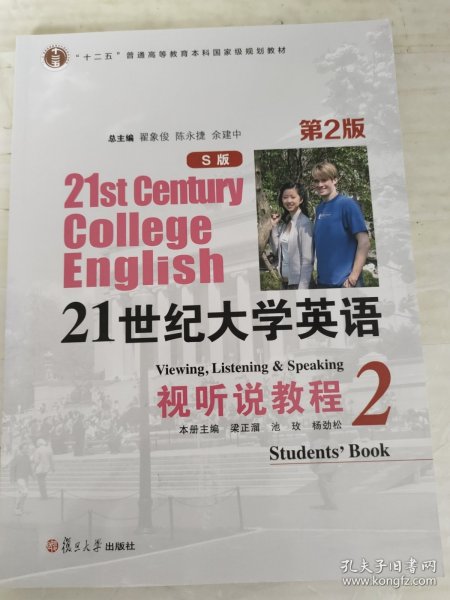 "十二五"普通高等教育本科国家级规划教材
总主编 翟象俊 陈永捷 余建中
第2版
S版
21st Century
College
English
21世纪大学英语
Viewing, Listening & Speaking
视听说教程 2
本册主编 梁正溜 池玫 杨劲松
Students' Book
復旦大學出版社
孔夫子旧书网
www.kongfz.com